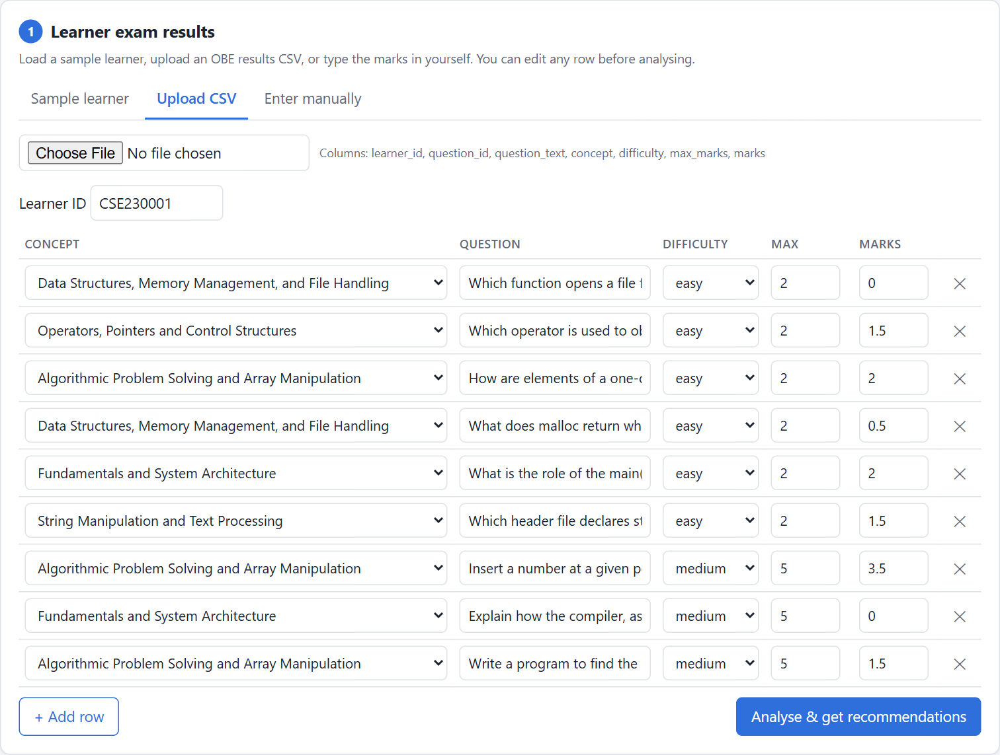 1 Learner exam results
Load a sample learner, upload an OBE results CSV, or type the marks in yourself. You can edit any row before analysing.
Sample learner Upload CSV Enter manually
Choose File No file chosen Columns: learner_id, question_id, question_text, concept, difficulty, max_marks, marks
Learner ID CSE230001
CONCEPT QUESTION DIFFICULTY MAX MARKS
Data Structures, Memory Management, and File Handling Which function opens a file easy 2 0
Operators, Pointers and Control Structures Which operator is used to easy 2 1.5
Algorithmic Problem Solving and Array Manipulation How are elements of a easy 2 2
Data Structures, Memory Management, and File Handling What does malloc return wh easy 2 0.5
Fundamentals and System Architecture What is the role of the main( easy 2 2
String Manipulation and Text Processing Which header file declares easy 2 1.5
Algorithmic Problem Solving and Array Manipulation Insert a number at a given p medium 5 3.5
Fundamentals and System Architecture Explain how the compiler, as medium 5 0
Algorithmic Problem Solving and Array Manipulation Write a program to find the medium 5 1.5
+ Add row Analyse & get recommendations